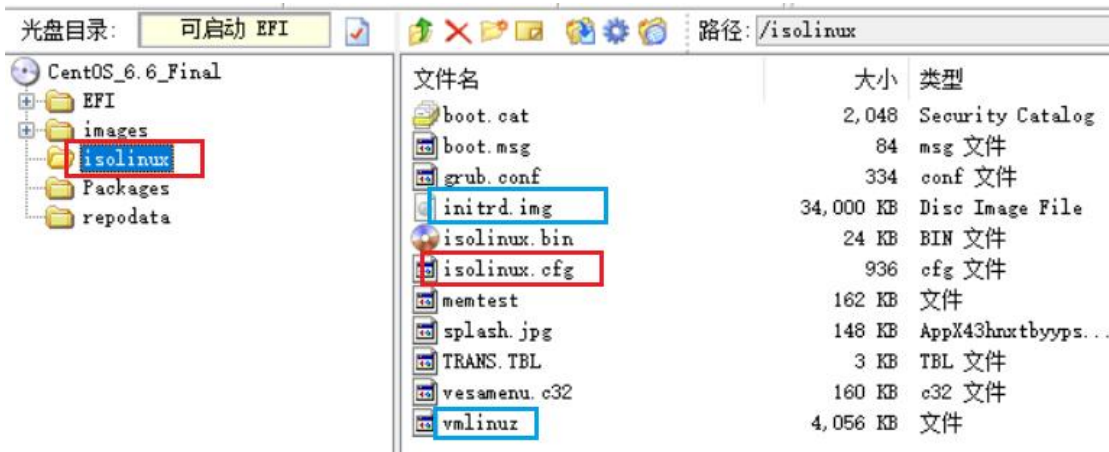 光盘目录: 可启动 EFI 路径: /isolinux
CentOS_6.6_Final
EFI
images
isolinux
Packages
repodata
文件名 大小 类型
boot.cat 2,048 Security Catalog
boot.msg 84 msg 文件
grub.conf 334 conf 文件
initrd.img 34,000 KB Disc Image File
isolinux.bin 24 KB BIN 文件
isolinux.cfg 936 cfg 文件
memtest 162 KB 文件
splash.jpg 148 KB AppX43hnxtbyyps...
TRANS.TBL 3 KB TBL 文件
vesamenu.c32 160 KB c32 文件
vmlinuz 4,056 KB 文件